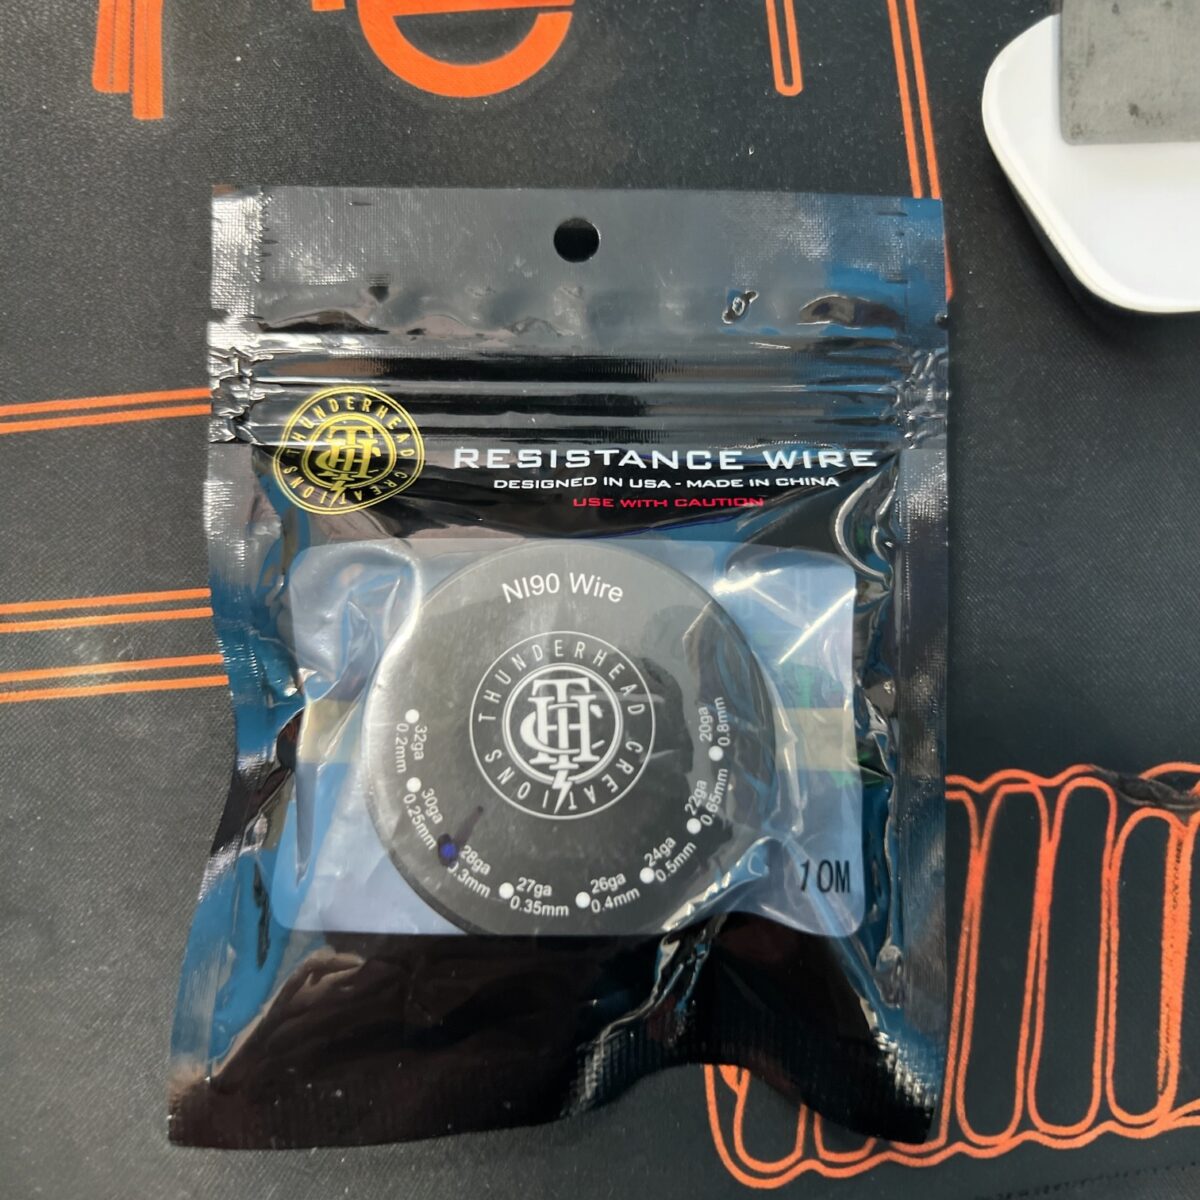 THUNDERHEAD CREATIONS
RESISTANCE WIRE
DESIGNED IN USA - MADE IN CHINA
USE WITH CAUTION
NI90 Wire
THUNDERHEAD CREATIONS
32ga
0.2mm
30ga
0.25mm
28ga
0.3mm
27ga
0.35mm
26ga
0.4mm
24ga
0.5mm
22ga
0.65mm
20ga
0.8mm
10M